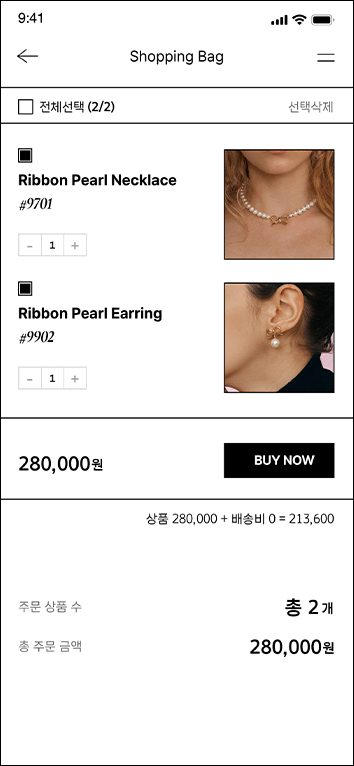 9:41
Shopping Bag
전체선택 (2/2) 선택삭제
Ribbon Pearl Necklace
#9701
- 1 +
Ribbon Pearl Earring
#9902
- 1 +
280,000원 BUY NOW
상품 280,000 + 배송비 0 = 213,600
주문 상품 수 총 2 개
총 주문 금액 280,000원